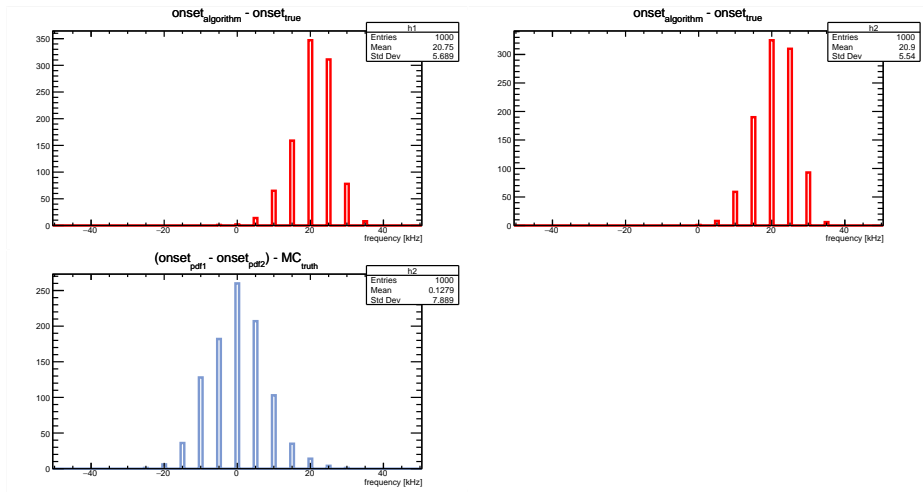 onset_algorithm - onset_true
h1
Entries 1000
Mean 20.75
Std Dev 5.689
350
300
250
200
150
100
50
0
−40 −20 0 20 40
frequency [kHz]
onset_algorithm - onset_true
h2
Entries 1000
Mean 20.9
Std Dev 5.54
300
250
200
150
100
50
0
−40 −20 0 20 40
frequency [kHz]
(onset_pdf1 - onset_pdf2) - MC_truth
h2
Entries 1000
Mean 0.1279
Std Dev 7.889
250
200
150
100
50
0
−40 −20 0 20 40
frequency [kHz]